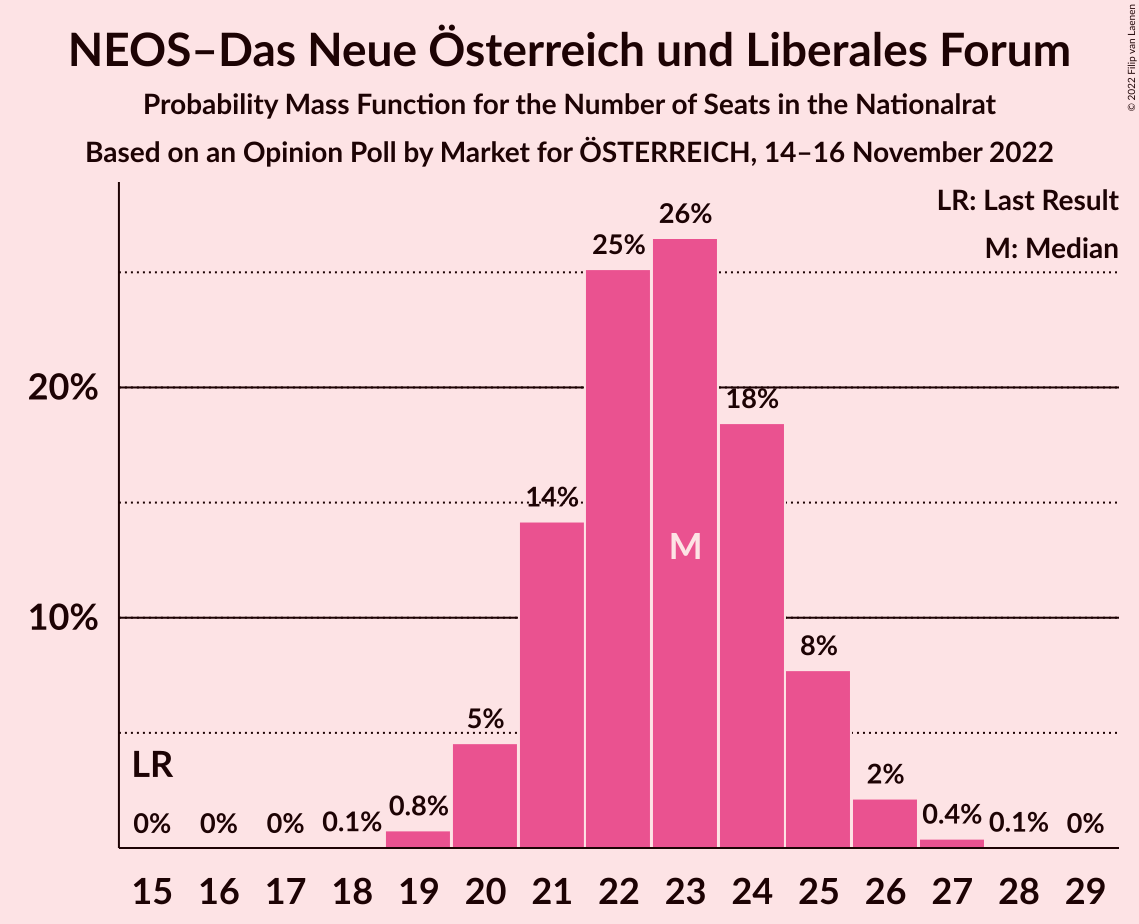 NEOS–Das Neue Österreich und Liberales Forum
Probability Mass Function for the Number of Seats in the Nationalrat
Based on an Opinion Poll by Market for ÖSTERREICH, 14–16 November 2022
© 2022 Filip van Laenen
LR: Last Result
M: Median
26%
25%
20%
18%
14%
M
10%
8%
5%
LR
2%
0% 0% 0% 0.1% 0.8% 0.4% 0.1% 0%
15 16 17 18 19 20 21 22 23 24 25 26 27 28 29